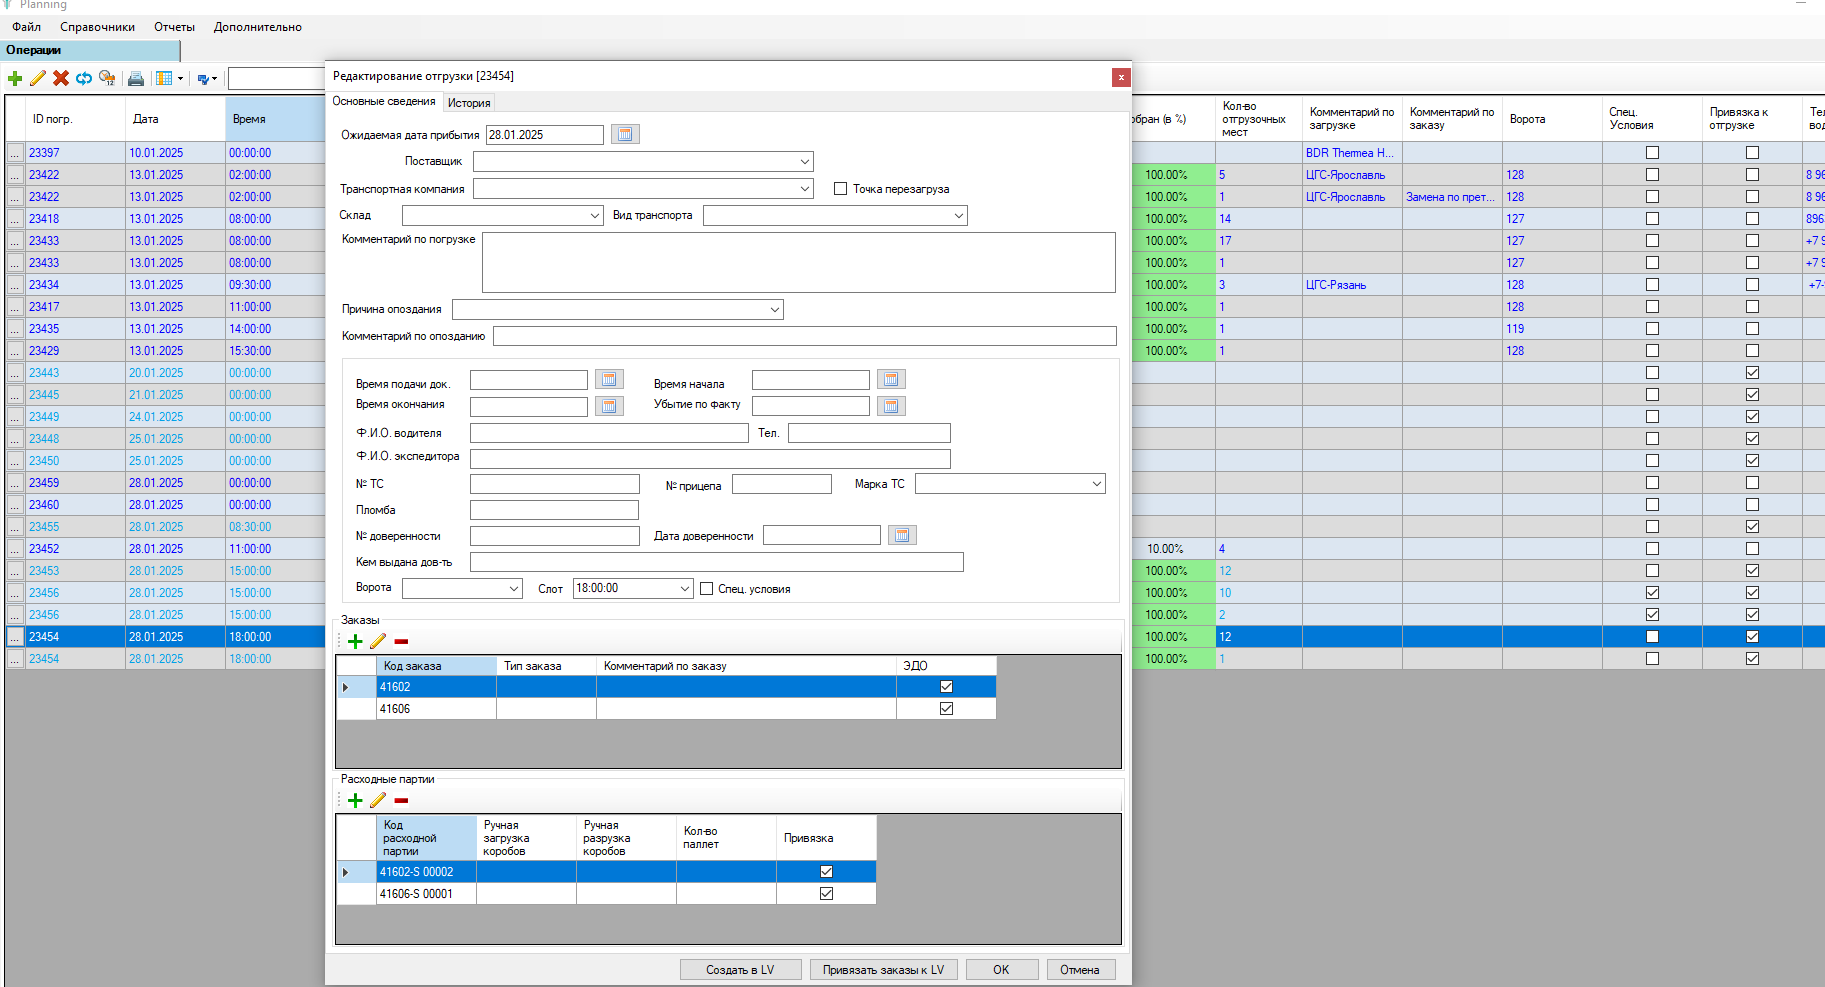 Planning
Файл Справочники Отчеты Дополнительно
Операции
ID погр. Дата Время
... 23397 10.01.2025 00:00:00
... 23422 13.01.2025 02:00:00
... 23422 13.01.2025 02:00:00
... 23418 13.01.2025 08:00:00
... 23433 13.01.2025 08:00:00
... 23433 13.01.2025 08:00:00
... 23434 13.01.2025 09:30:00
... 23417 13.01.2025 11:00:00
... 23435 13.01.2025 14:00:00
... 23429 13.01.2025 15:30:00
... 23443 20.01.2025 00:00:00
... 23445 21.01.2025 00:00:00
... 23449 24.01.2025 00:00:00
... 23448 25.01.2025 00:00:00
... 23450 25.01.2025 00:00:00
... 23459 28.01.2025 00:00:00
... 23460 28.01.2025 00:00:00
... 23455 28.01.2025 08:30:00
... 23452 28.01.2025 11:00:00
... 23453 28.01.2025 15:00:00
... 23456 28.01.2025 15:00:00
... 23456 28.01.2025 15:00:00
... 23454 28.01.2025 18:00:00
... 23454 28.01.2025 18:00:00
Редактирование отгрузки [23454]
x
Основные сведения История
Ожидаемая дата прибытия 28.01.2025
Поставщик
Транспортная компания Точка перезагруза
Склад Вид транспорта
Комментарий по погрузке
Причина опоздания
Комментарий по опозданию
Время подачи док. Время начала
Время окончания Убытие по факту
Ф.И.О. водителя Тел.
Ф.И.О. экспедитора
№ ТС № прицепа Марка ТС
Пломба
№ доверенности Дата доверенности
Кем выдана дов-ть
Ворота Слот 18:00:00 Спец. условия
Заказы
Код заказа Тип заказа Комментарий по заказу ЭДО
41602
41606
Расходные партии
Код расходной партии Ручная загрузка коробов Ручная разрузка коробов Кол-во паллет Привязка
41602-S 00002
41606-S 00001
Создать в LV Привязать заказы к LV OK Отмена
обран (в %) Кол-во отгрузочных мест Комментарий по загрузке Комментарий по заказу Ворота Спец. Условия Привязка к отгрузке Тел вод
BDR Thermea H...
100.00% 5 ЦГС-Ярославль 128 8 96
100.00% 1 ЦГС-Ярославль Замена по прет... 128 8 96
100.00% 14 127 896
100.00% 17 127 +7 9
100.00% 1 127 +7 9
100.00% 3 ЦГС-Рязань 128 +7-
100.00% 1 128
100.00% 1 119
100.00% 1 128
10.00% 4
100.00% 12
100.00% 10
100.00% 2
100.00% 12
100.00% 1